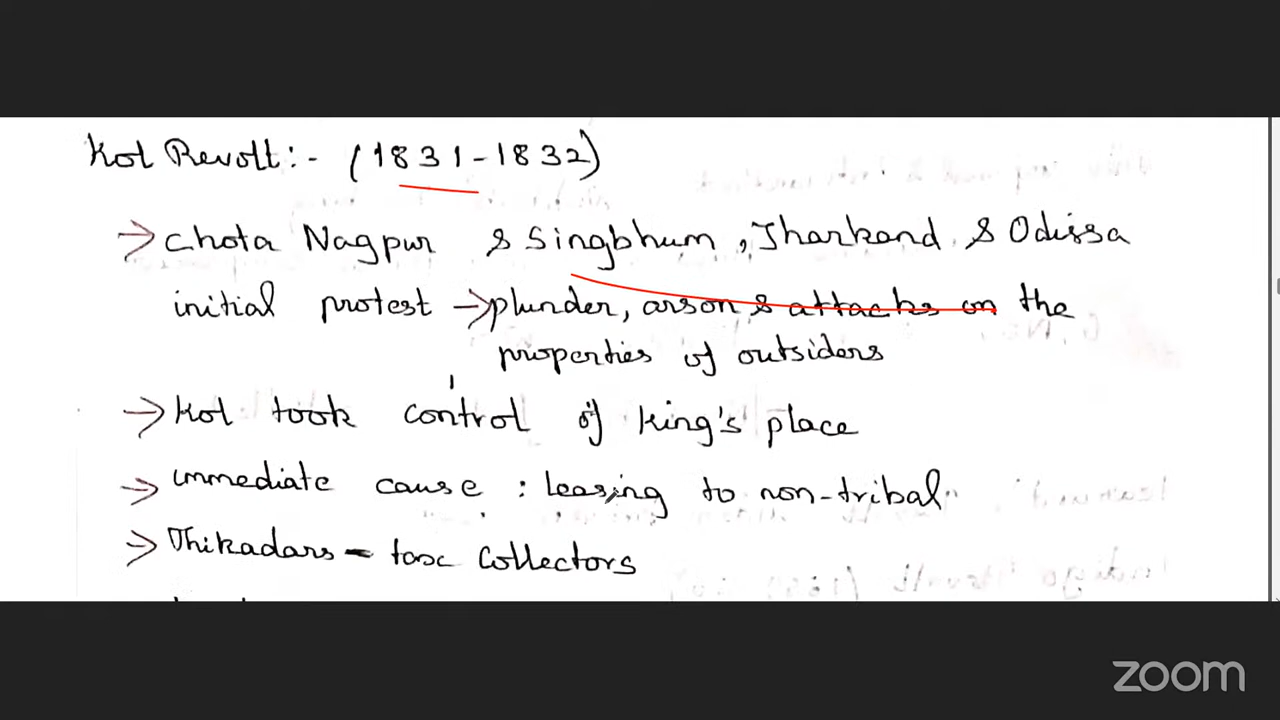 Kol Revolt:- (1831-1832)
→ Chota Nagpur & Singbhum, Jharkand & Odissa
initial protest → plunder, arson & attacks on the
properties of outsiders
→ Kol took control of King's place
→ immediate cause : leasing to non-tribal
→ Thikadars - tax Collectors
zoom